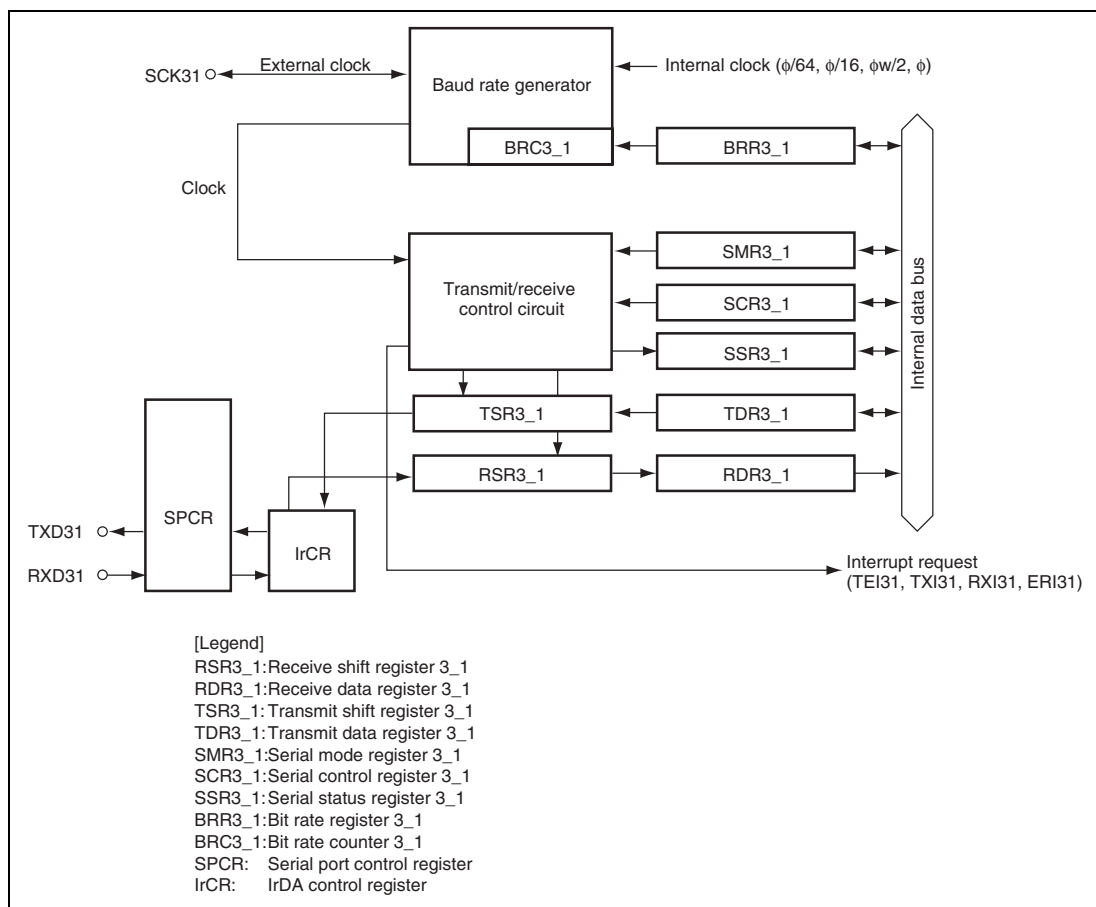 SCK31
External clock
Baud rate generator
Internal clock (ϕ/64, ϕ/16, ϕw/2, ϕ)
BRC3_1
BRR3_1
Clock
Transmit/receive
control circuit
SMR3_1
SCR3_1
SSR3_1
Internal data bus
TSR3_1
TDR3_1
RSR3_1
RDR3_1
SPCR
IrCR
TXD31
RXD31
Interrupt request
(TEI31, TXI31, RXI31, ERI31)
[Legend]
RSR3_1: Receive shift register 3_1
RDR3_1: Receive data register 3_1
TSR3_1: Transmit shift register 3_1
TDR3_1: Transmit data register 3_1
SMR3_1: Serial mode register 3_1
SCR3_1: Serial control register 3_1
SSR3_1: Serial status register 3_1
BRR3_1: Bit rate register 3_1
BRC3_1: Bit rate counter 3_1
SPCR: Serial port control register
IrCR: IrDA control register